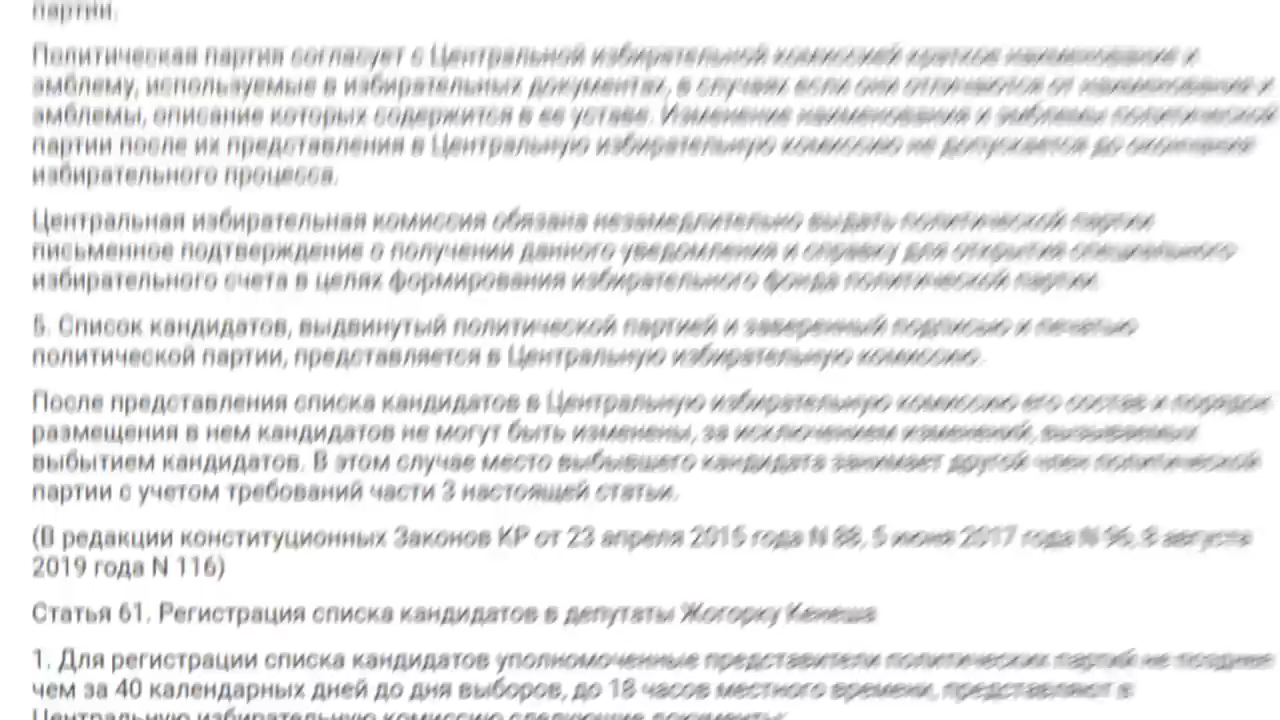 партии.
Политическая партия согласует с Центральной избирательной комиссией краткое наименование и
эмблему, используемые в избирательных документах, в случаях если они отличаются от наименования и
эмблемы, описание которых содержится в ее уставе. Изменение наименования и эмблемы политической
партии после их представления в Центральную избирательную комиссию не допускается до окончания
избирательного процесса.
Центральная избирательная комиссия обязана незамедлительно выдать политической партии
письменное подтверждение о получении данного уведомления и справку для открытия специального
избирательного счета в целях формирования избирательного фонда политической партии.
5. Список кандидатов, выдвинутый политической партией и заверенный подписью и печатью
политической партии, представляется в Центральную избирательную комиссию.
После представления списка кандидатов в Центральную избирательную комиссию его состав и порядок
размещения в нем кандидатов не могут быть изменены, за исключением изменений, вызываемых
выбытием кандидатов. В этом случае место выбывшего кандидата занимает другой член политической
партии с учетом требований части 3 настоящей статьи.
(В редакции конституционных Законов КР от 23 апреля 2015 года N 88, 5 июня 2017 года N 96, 8 августа
2019 года N 116)
Статья 61. Регистрация списка кандидатов в депутаты Жогорку Кенеша
1. Для регистрации списка кандидатов уполномоченные представители политических партий не позднее
чем за 40 календарных дней до дня выборов, до 18 часов местного времени, представляют в
Центральную избирательную комиссию следующие документы: